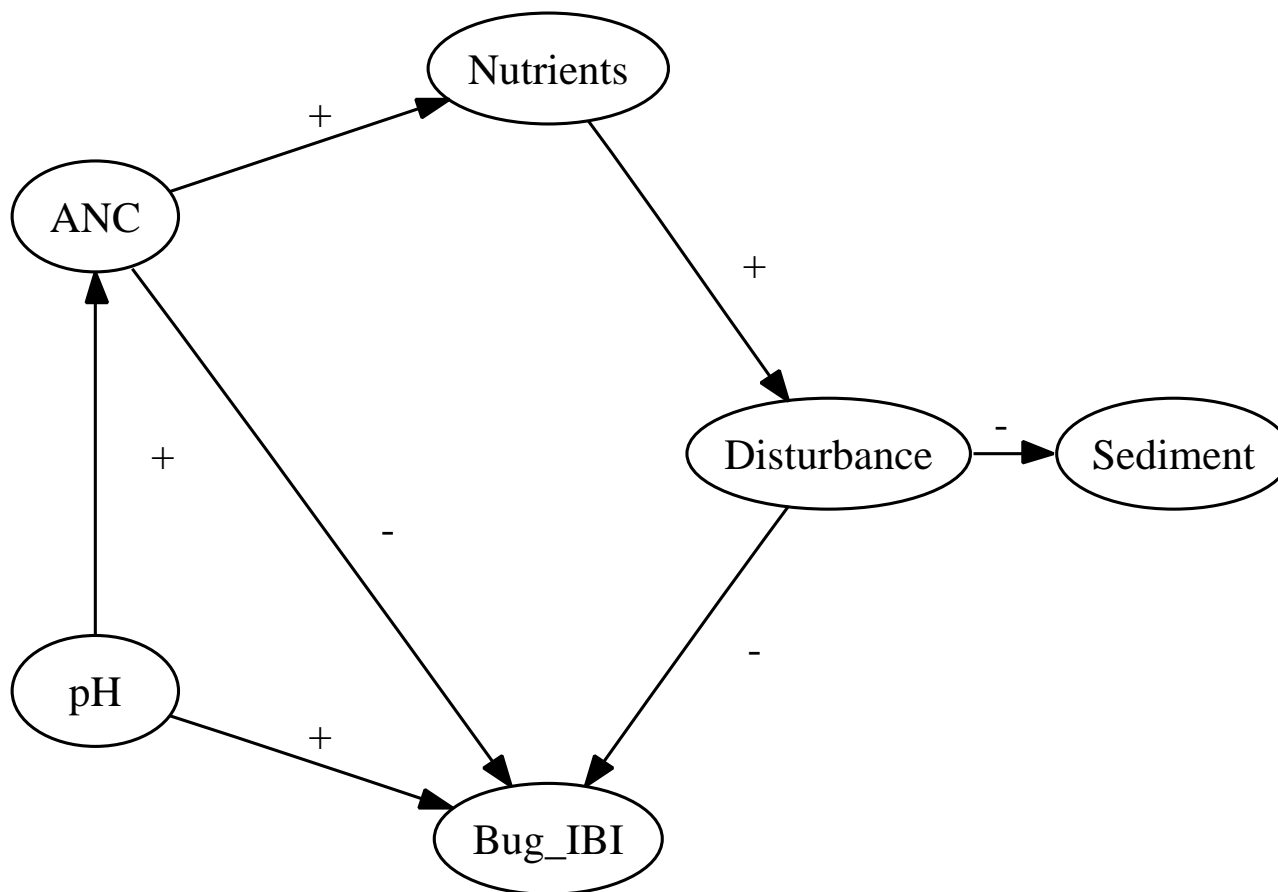 Nutrients
+
ANC
+
+
-
Disturbance
-
Sediment
-
pH
+
Bug_IBI